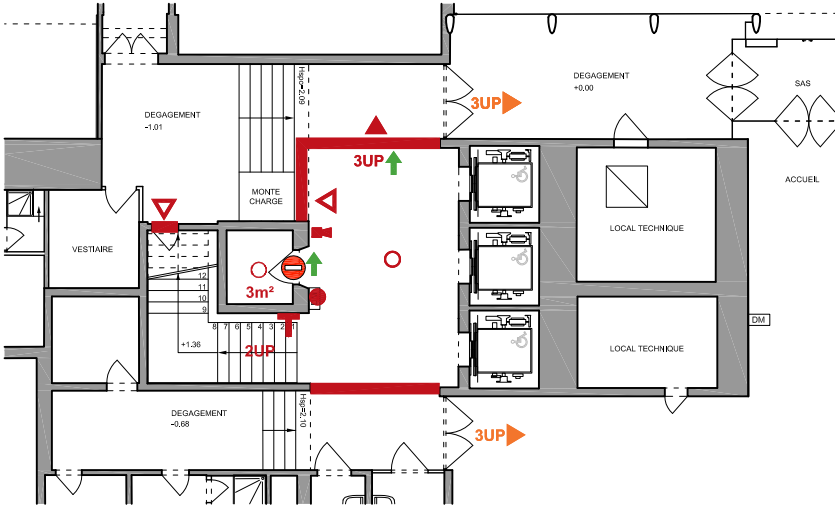 Hspc=2.09
DEGAGEMENT
+0.00
SAS
3UP
DEGAGEMENT
-1.01
3UP
ACCUEIL
MONTE
CHARGE
LOCAL TECHNIQUE
VESTIAIRE
12
11
10
9
3m²
DM
8 7 6 5 4 3 2 1
+1.36
2UP
LOCAL TECHNIQUE
DEGAGEMENT
-0.68
Hsp=2.10
3UP